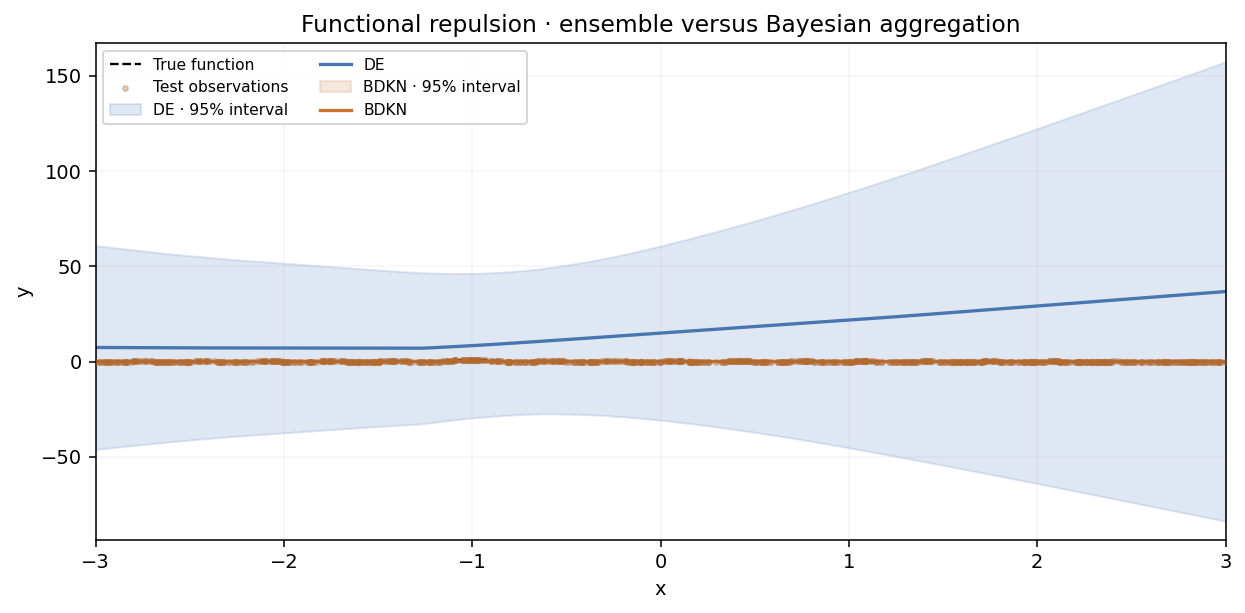 Functional repulsion · ensemble versus Bayesian aggregation
True function
Test observations
DE · 95% interval
DE
BDKN · 95% interval
BDKN
y
150
100
50
0
−50
−3
−2
−1
0
1
2
3
x